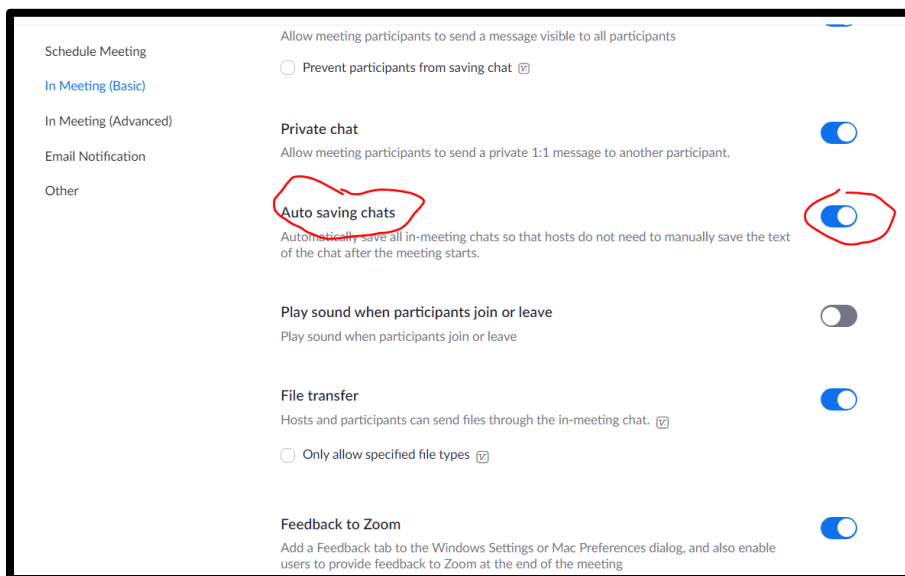 Allow meeting participants to send a message visible to all participants
Schedule Meeting
Prevent participants from saving chat
In Meeting (Basic)
In Meeting (Advanced)
Private chat
Allow meeting participants to send a private 1:1 message to another participant.
Email Notification
Other
Auto saving chats
Automatically save all in-meeting chats so that hosts do not need to manually save the text
of the chat after the meeting starts.
Play sound when participants join or leave
Play sound when participants join or leave
File transfer
Hosts and participants can send files through the in-meeting chat.
Only allow specified file types
Feedback to Zoom
Add a Feedback tab to the Windows Settings or Mac Preferences dialog, and also enable
users to provide feedback to Zoom at the end of the meeting